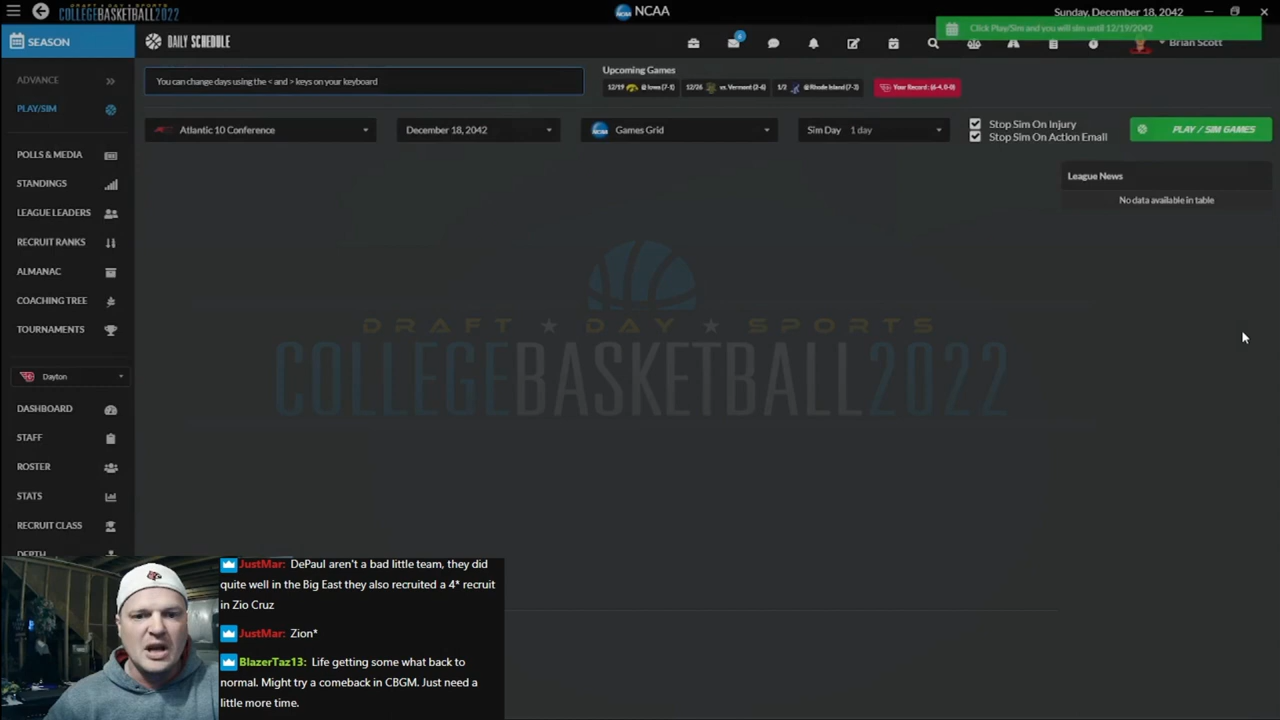 DRAFT DAY SPORTS
COLLEGEBASKETBALL2022
NCAA
Sunday, December 18, 2042
SEASON
DAILY SCHEDULE
Click Play/Sim and you will sim until 12/19/2042
Brian Scott
ADVANCE
PLAY/SIM
POLLS & MEDIA
STANDINGS
LEAGUE LEADERS
RECRUIT RANKS
ALMANAC
COACHING TREE
TOURNAMENTS
Dayton
DASHBOARD
STAFF
ROSTER
STATS
RECRUIT CLASS
DEPTH
You can change days using the < and > keys on your keyboard
Upcoming Games
12/19 @ Iowa (7-1)
12/26 vs. Vermont (2-6)
1/2 @ Rhode Island (7-3)
Your Record: (6-4, 0-0)
Atlantic 10 Conference
December 18, 2042
Games Grid
Sim Day 1 day
Stop Sim On Injury
Stop Sim On Action Email
PLAY / SIM GAMES
League News
No data available in table
DRAFT ★ DAY ★ SPORTS
COLLEGEBASKETBALL2022
JustMar: DePaul aren't a bad little team, they did
quite well in the Big East they also recruited a 4* recruit
in Zio Cruz
JustMar: Zion*
BlazerTaz13: Life getting some what back to
normal. Might try a comeback in CBGM. Just need a
little more time.